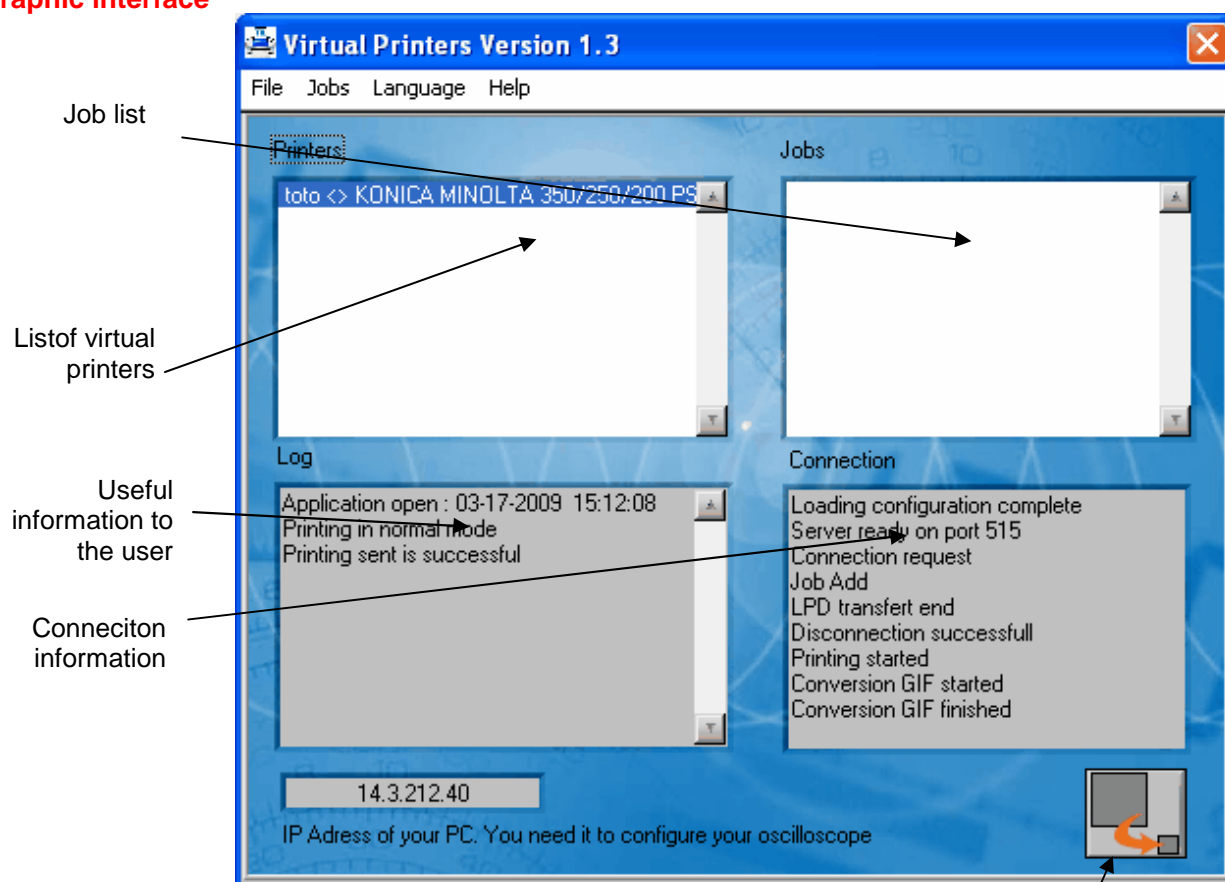 raphic interface
Virtual Printers Version 1.3
File Jobs Language Help
Job list
Printers
Jobs
toto <> KONICA MINOLTA 350/250/200 PS
Listof virtual
printers
Log
Connection
Useful
information to
the user
Application open : 03-17-2009 15:12:08
Printing in normal mode
Printing sent is successful
Loading configuration complete
Server ready on port 515
Connection request
Job Add
LPD transfert end
Disconnection successfull
Printing started
Conversion GIF started
Conversion GIF finished
Conneciton
information
14.3.212.40
IP Adress of your PC. You need it to configure your oscilloscope